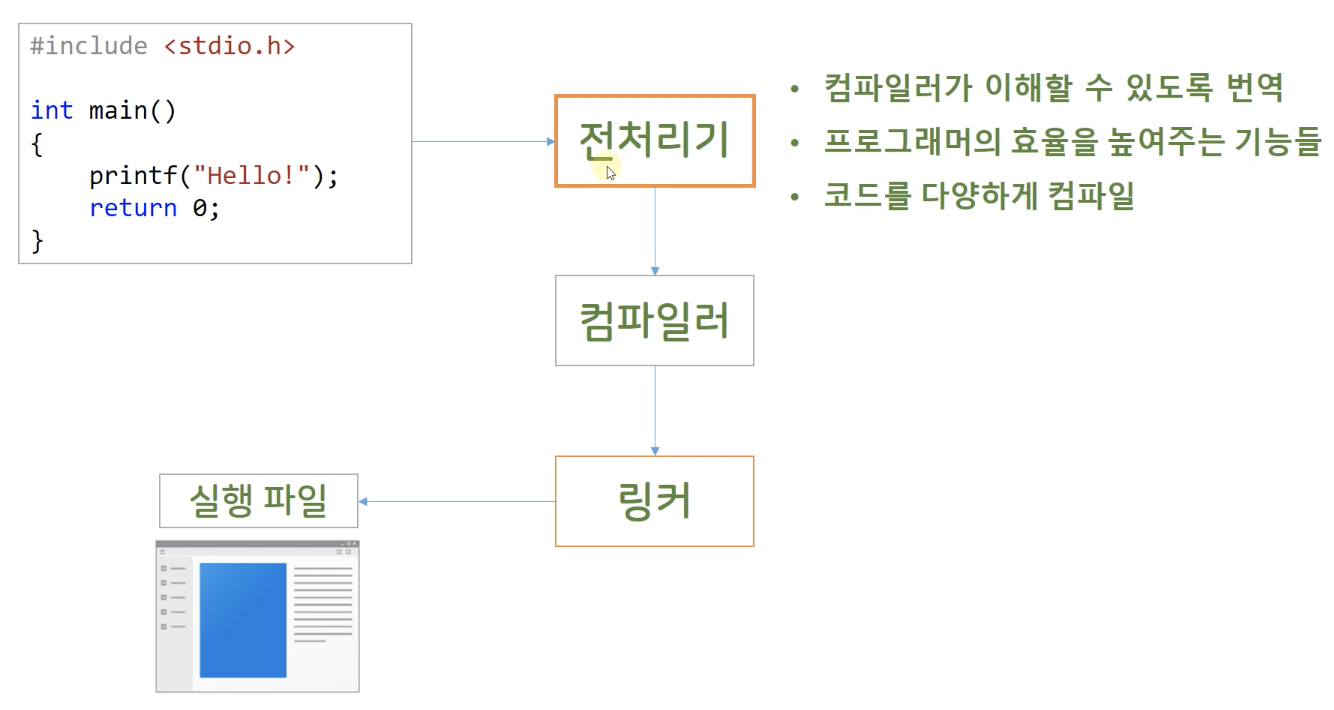 #include <stdio.h>
int main()
{
    printf("Hello!");
    return 0;
}
전처리기
• 컴파일러가 이해할 수 있도록 번역
• 프로그래머의 효율을 높여주는 기능들
• 코드를 다양하게 컴파일
컴파일러
링커
실행 파일